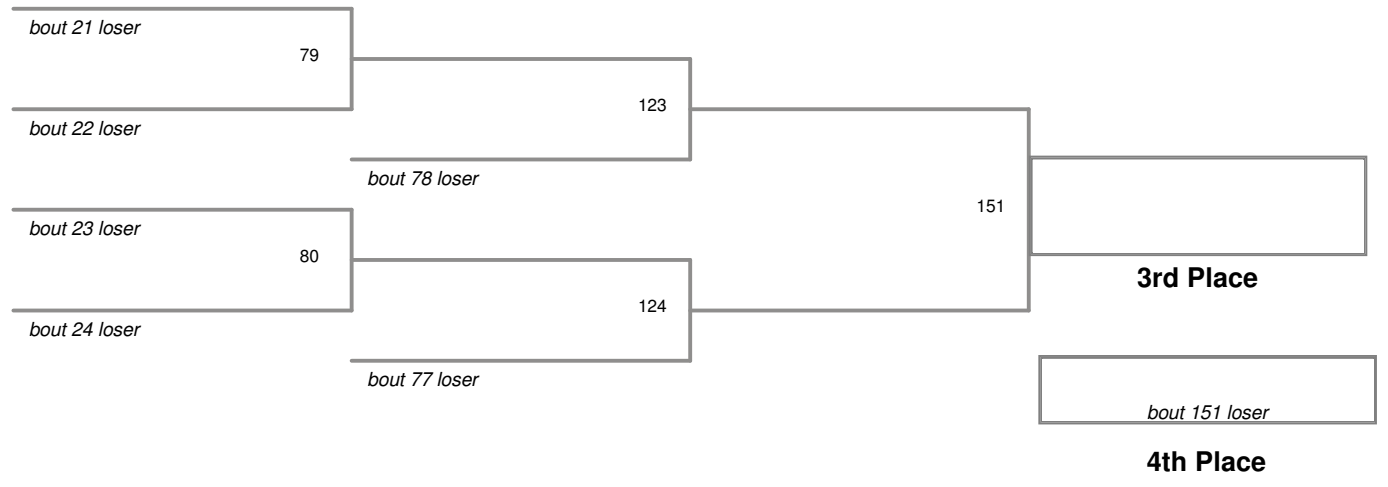 bout 21 loser
79
bout 22 loser
123
bout 78 loser
bout 23 loser
80
bout 24 loser
124
bout 77 loser
151
3rd Place
bout 151 loser
4th Place